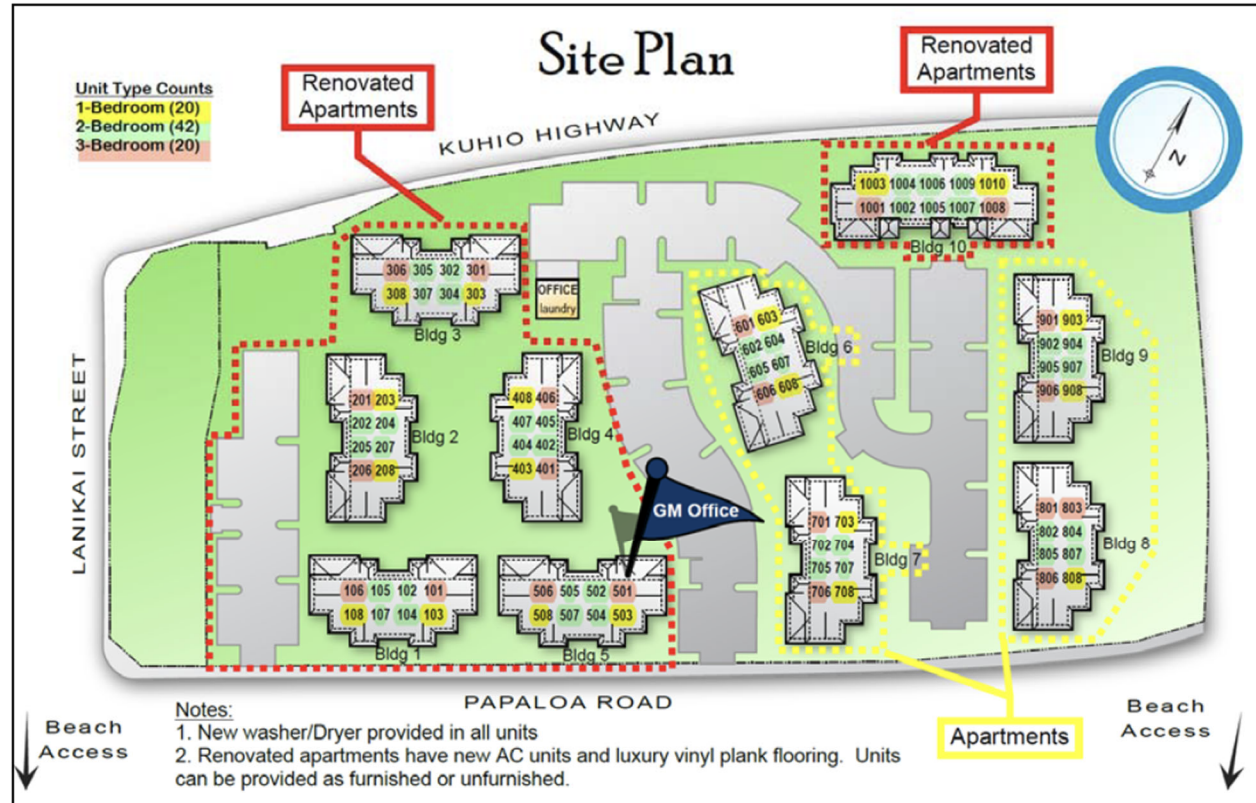 Site Plan
Unit Type Counts
1-Bedroom (20)
2-Bedroom (42)
3-Bedroom (20)
Renovated
Apartments
KUHIO HIGHWAY
Renovated
Apartments
N
1003 1004 1006 1009 1010
1001 1002 1005 1007 1008
Bldg 10
306 305 302 301
308 307 304 303
Bldg 3
OFFICE
laundry
601 603
602 604
605 607
606 608
Bldg 6
901 903
902 904
905 907
906 908
Bldg 9
LANIKAI STREET
201 203
202 204
205 207
206 208
Bldg 2
408 406
407 405
404 402
403 401
Bldg 4
GM Office
701 703
702 704
705 707
706 708
Bldg 7
801 803
802 804
805 807
806 808
Bldg 8
106 105 102 101
108 107 104 103
Bldg 1
506 505 502 501
508 507 504 503
Bldg 5
PAPALOA ROAD
Beach
Access
Notes:
1. New washer/Dryer provided in all units
2. Renovated apartments have new AC units and luxury vinyl plank flooring.  Units
can be provided as furnished or unfurnished.
Apartments
Beach
Access